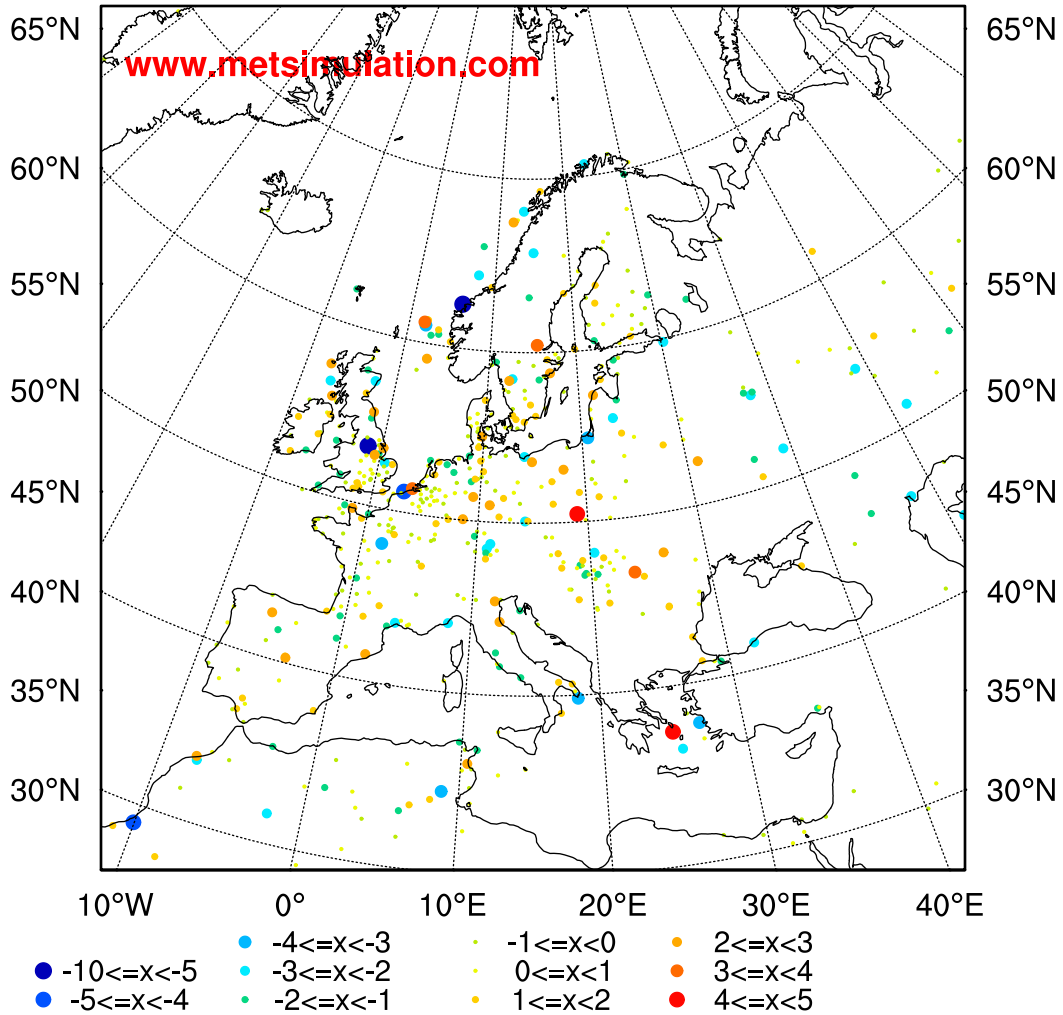 65°N 65°N
www.metsimulation.com
60°N 60°N
55°N 55°N
50°N 50°N
45°N 45°N
40°N 40°N
35°N 35°N
30°N 30°N
10°W 0° 10°E 20°E 30°E 40°E
-4<=x<-3 -1<=x<0 2<=x<3
-10<=x<-5 -3<=x<-2 0<=x<1 3<=x<4
-5<=x<-4 -2<=x<-1 1<=x<2 4<=x<5